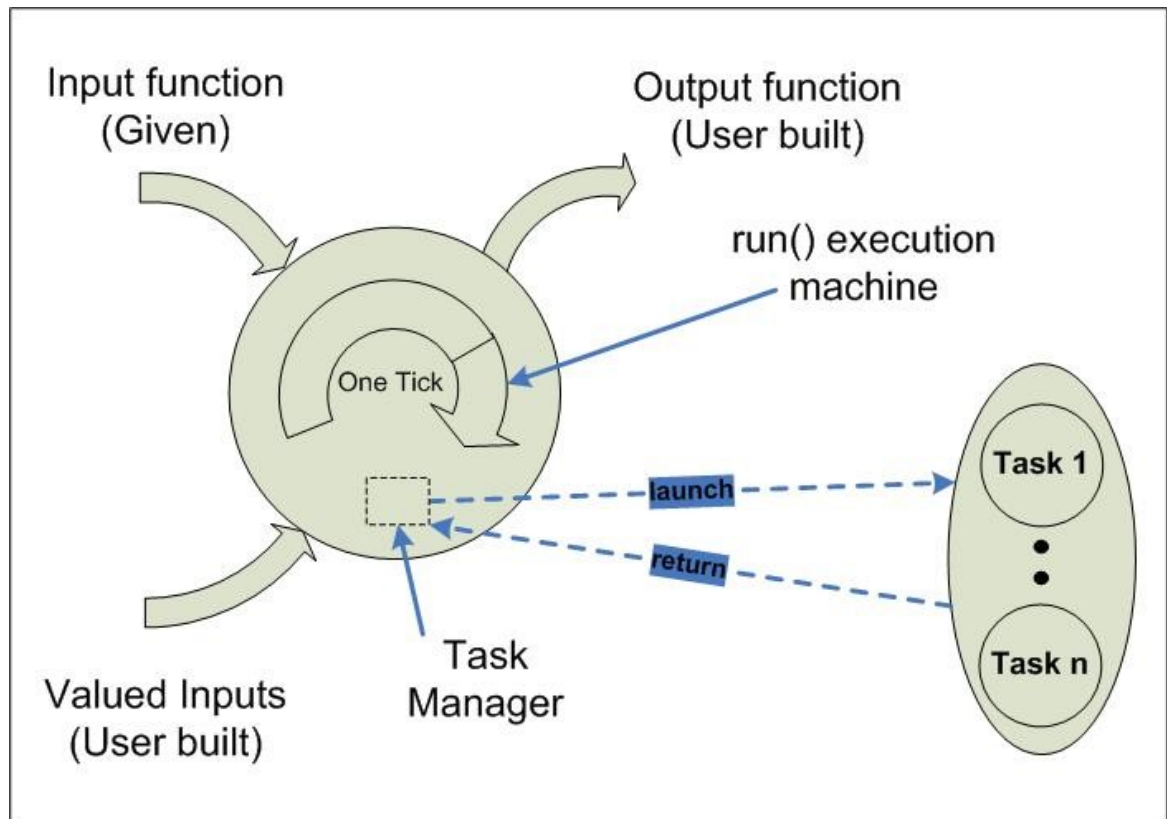 Input function
(Given)
Output function
(User built)
run() execution
machine
One Tick
launch
return
Task 1
Task n
Task
Manager
Valued Inputs
(User built)